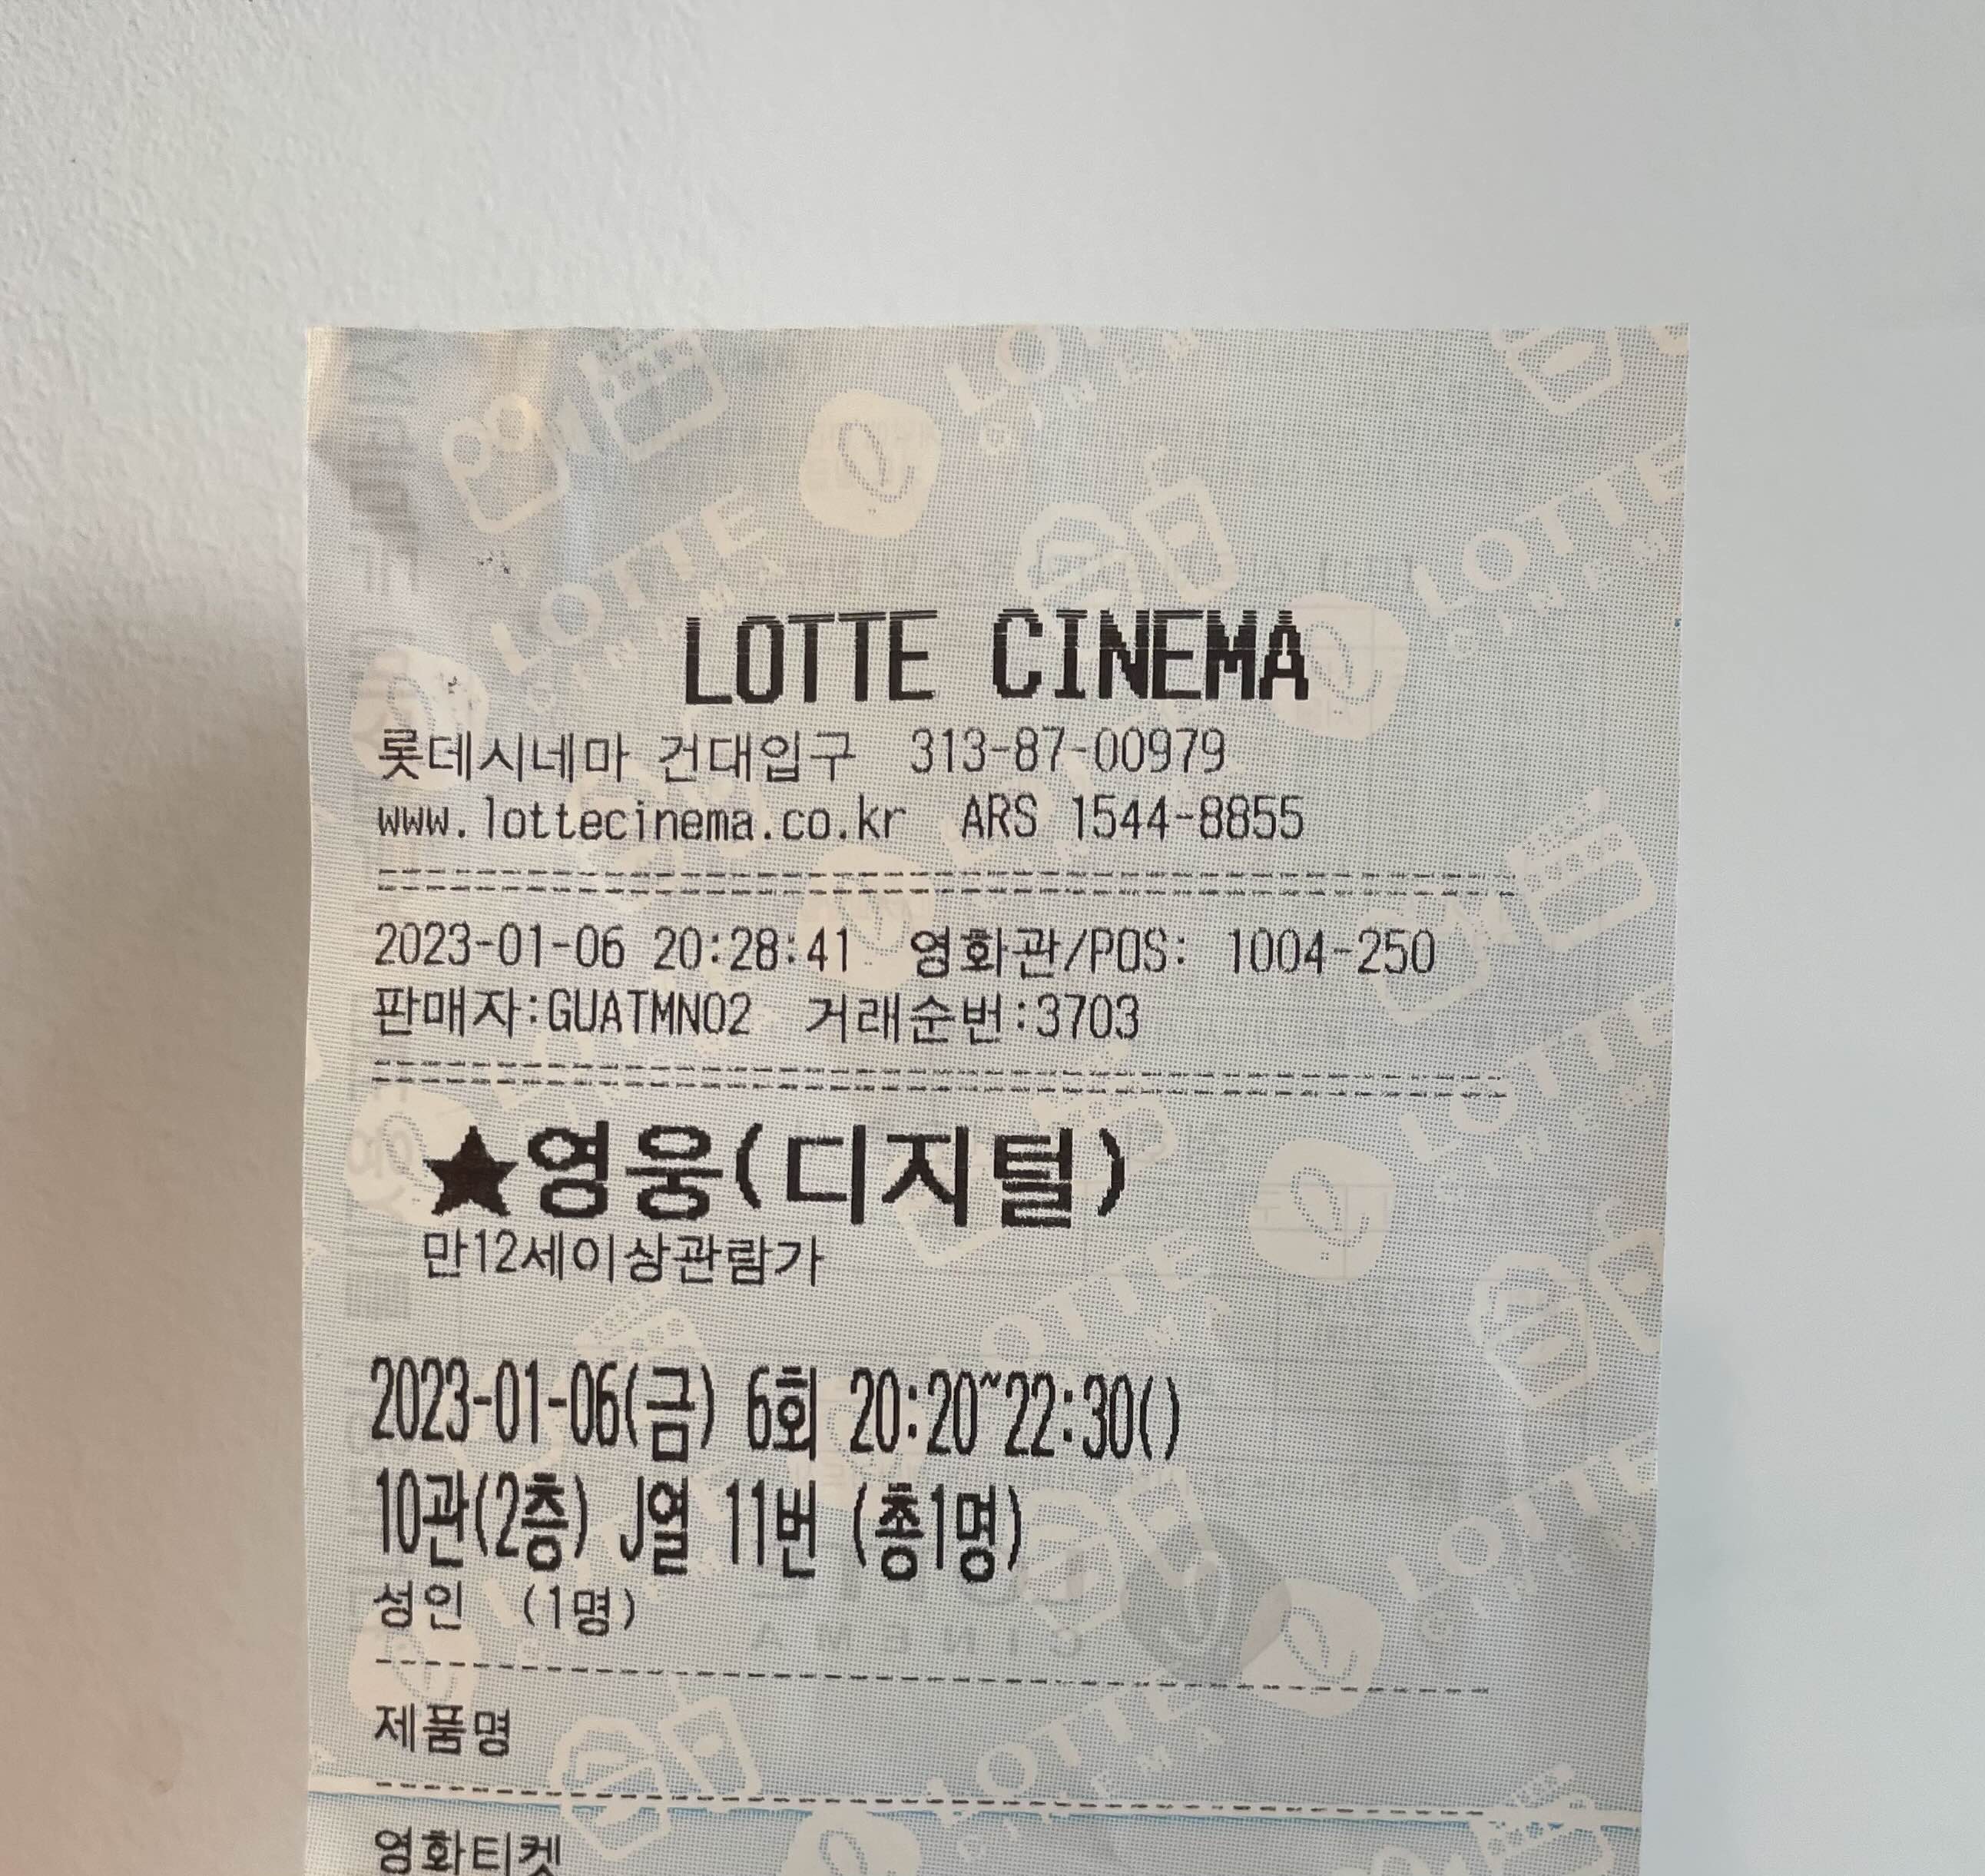 LOTTE CINEMA
롯데시네마 건대입구 313-87-00979
www.lottecinema.co.kr ARS 1544-8855
2023-01-06 20:28:41 영화관/POS: 1004-250
판매자:GUATMN02 거래순번:3703
★영웅(디지털)
만12세이상관람가
2023-01-06(금) 6회 20:20~22:30()
10관(2층) J열 11번 (총1명)
성인 (1명)
제품명
영화티켓